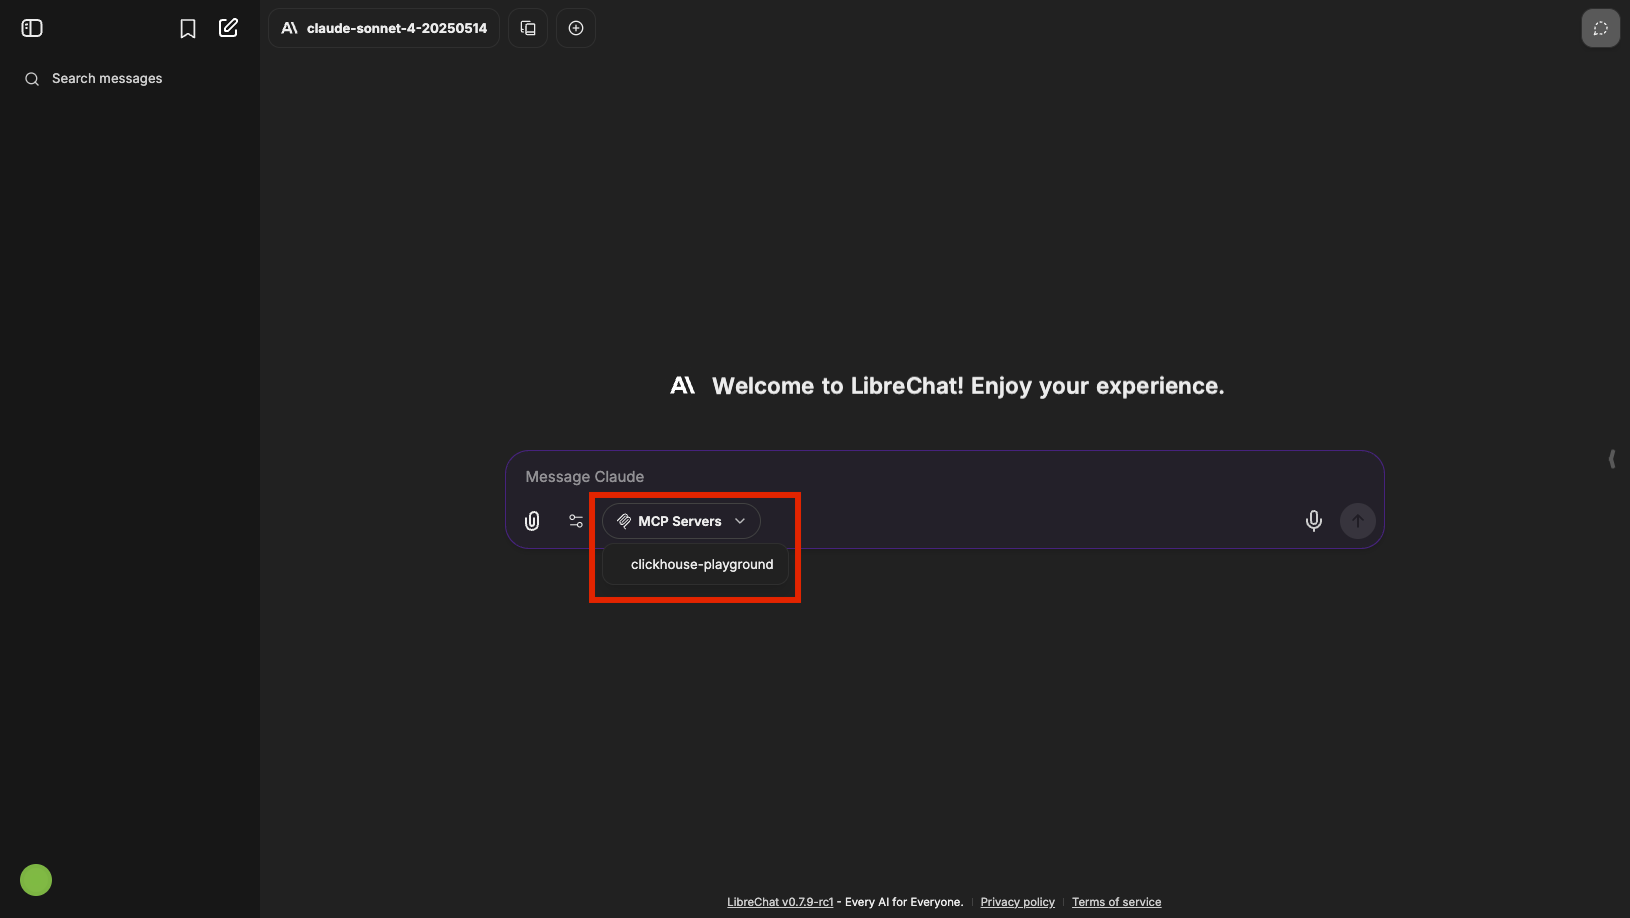 claude-sonnet-4-20250514
Search messages
Welcome to LibreChat! Enjoy your experience.
Message Claude
MCP Servers
clickhouse-playground
LibreChat v0.7.9-rc1 - Every AI for Everyone. Privacy policy Terms of service